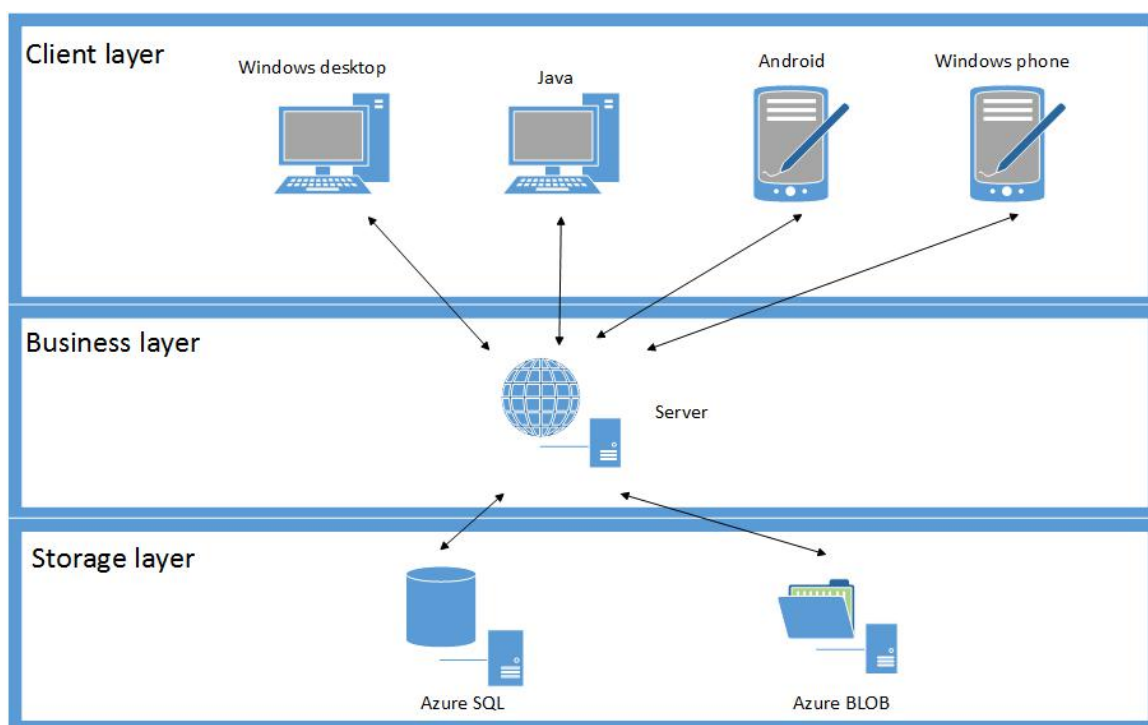 Client layer
Windows desktop
Java
Android
Windows phone
Business layer
Server
Storage layer
Azure SQL
Azure BLOB